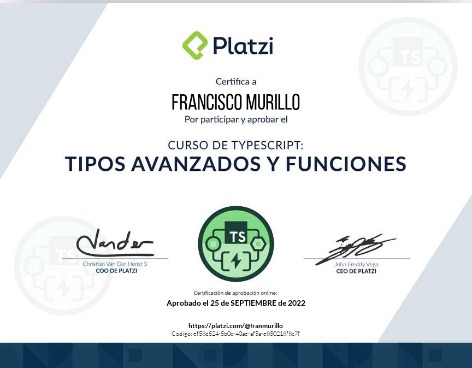 Platzi
Certifica a
FRANCISCO MURILLO
Por participar y aprobar el
CURSO DE TYPESCRIPT:
TIPOS AVANZADOS Y FUNCIONES
TS
TS
TS
Christian Van Der Henst S
COO DE PLATZI
John Freddy Vega
CEO DE PLATZI
Certificación de aprobación online:
Aprobado el 25 de SEPTIEMBRE de 2022
https://platzi.com/@franmurillo
Código: